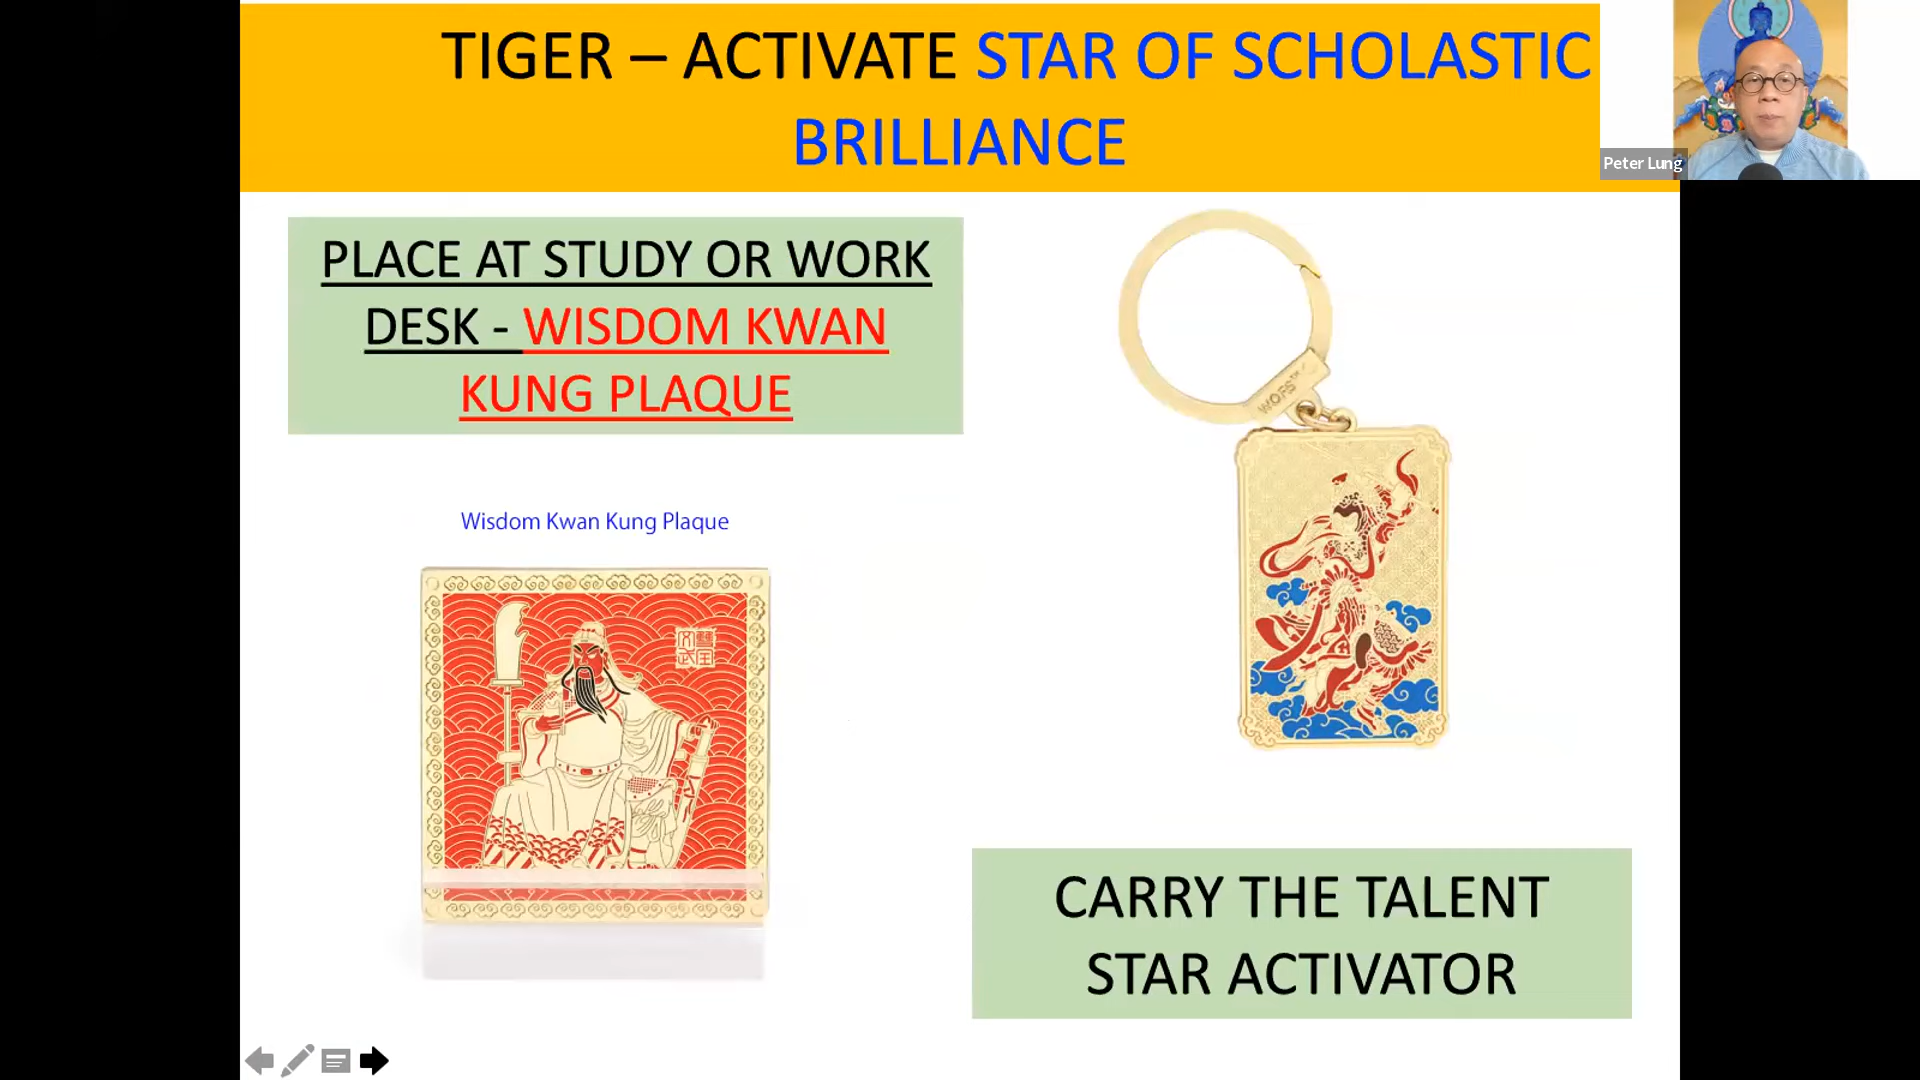 TIGER – ACTIVATE STAR OF SCHOLASTIC
BRILLIANCE
Peter Lung
PLACE AT STUDY OR WORK
DESK - WISDOM KWAN
KUNG PLAQUE
WOFS™
Wisdom Kwan Kung Plaque
CARRY THE TALENT
STAR ACTIVATOR